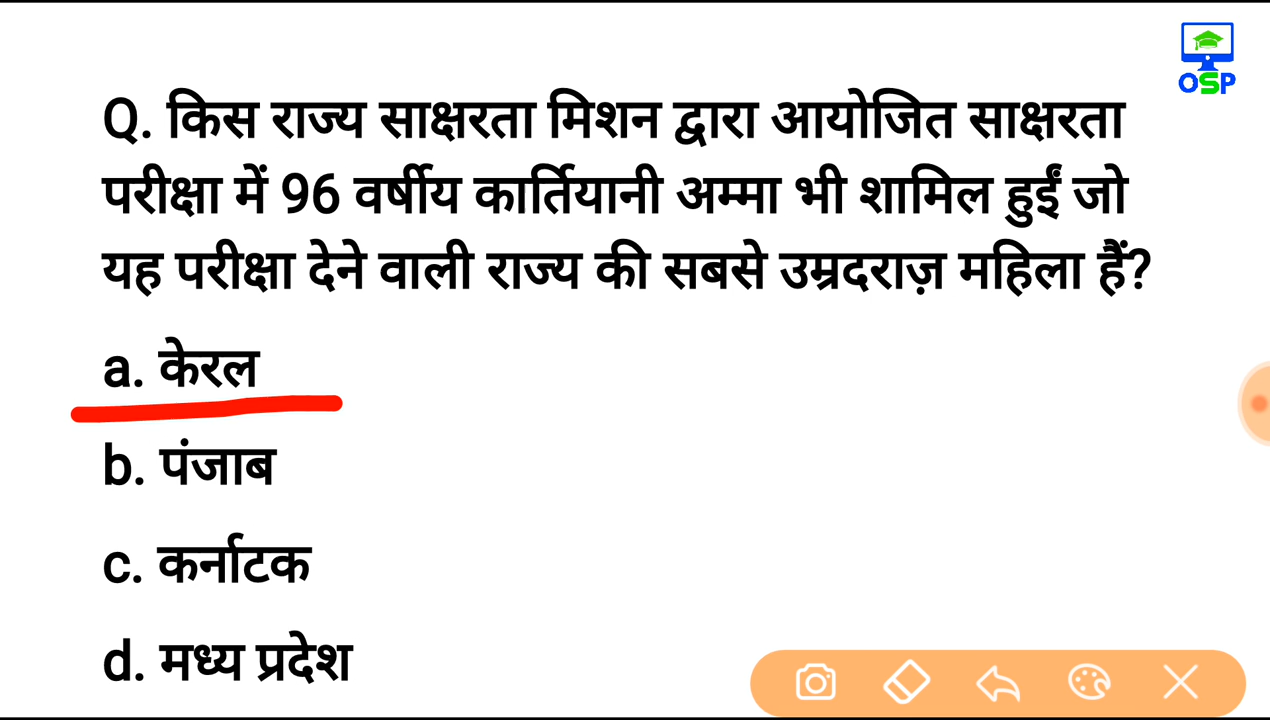 OSP
Q. किस राज्य साक्षरता मिशन द्वारा आयोजित साक्षरता
परीक्षा में 96 वर्षीय कार्तियानी अम्मा भी शामिल हुईं जो
यह परीक्षा देने वाली राज्य की सबसे उम्रदराज़ महिला हैं?
a. केरल
b. पंजाब
c. कर्नाटक
d. मध्य प्रदेश